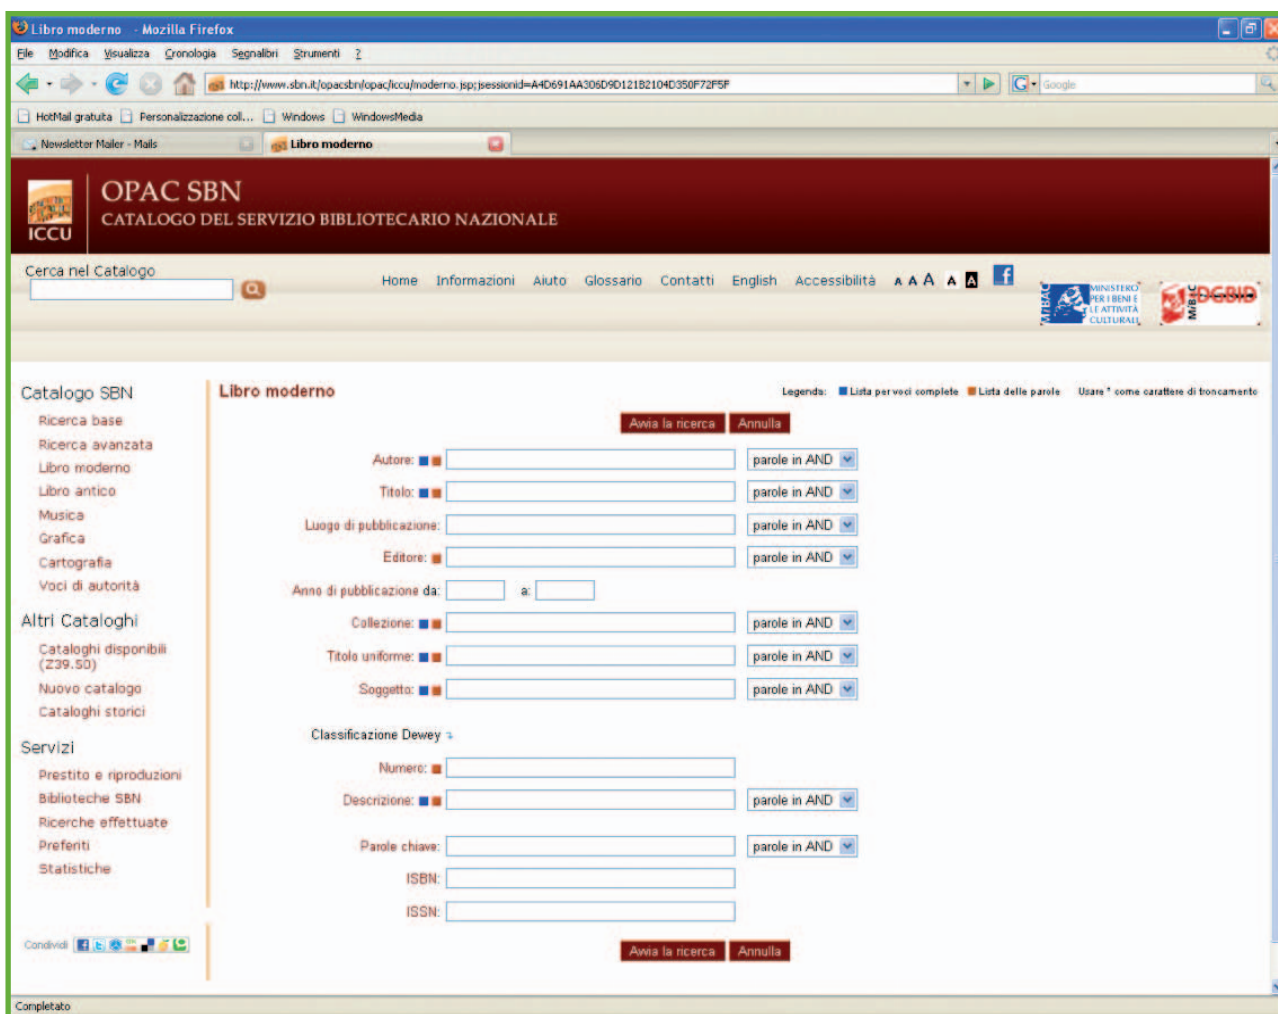 Libro moderno - Mozilla Firefox
File Modifica Visualizza Cronologia Segnalibri Strumenti ?
http://www.sbn.it/opacsbn/opac/iccu/moderno.jsp;jsessionid=A4D691AA306D9D121B2104D350F72F5F
G Google
HotMail gratuita Personalizzazione coll... Windows WindowsMedia
Newsletter Mailer - Mails Libro moderno
OPAC SBN
CATALOGO DEL SERVIZIO BIBLIOTECARIO NAZIONALE
ICCU
Cerca nel Catalogo
Home Informazioni Aiuto Glossario Contatti English Accessibilità A A A A A f
MiBAC MINISTERO PER I BENI E LE ATTIVITÀ CULTURALI
MiBAC DGBID
Catalogo SBN
Ricerca base
Ricerca avanzata
Libro moderno
Libro antico
Musica
Grafica
Cartografia
Voci di autorità
Altri Cataloghi
Cataloghi disponibili
(Z39.50)
Nuovo catalogo
Cataloghi storici
Servizi
Prestito e riproduzioni
Biblioteche SBN
Ricerche effettuate
Preferiti
Statistiche
Condividi
Libro moderno
Legenda: Lista per voci complete Lista delle parole Usare * come carattere di troncamento
Avvia la ricerca Annulla
Autore: parole in AND
Titolo: parole in AND
Luogo di pubblicazione: parole in AND
Editore: parole in AND
Anno di pubblicazione da: a:
Collezione: parole in AND
Titolo uniforme: parole in AND
Soggetto: parole in AND
Classificazione Dewey
Numero:
Descrizione: parole in AND
Parole chiave: parole in AND
ISBN:
ISSN:
Avvia la ricerca Annulla
Completato